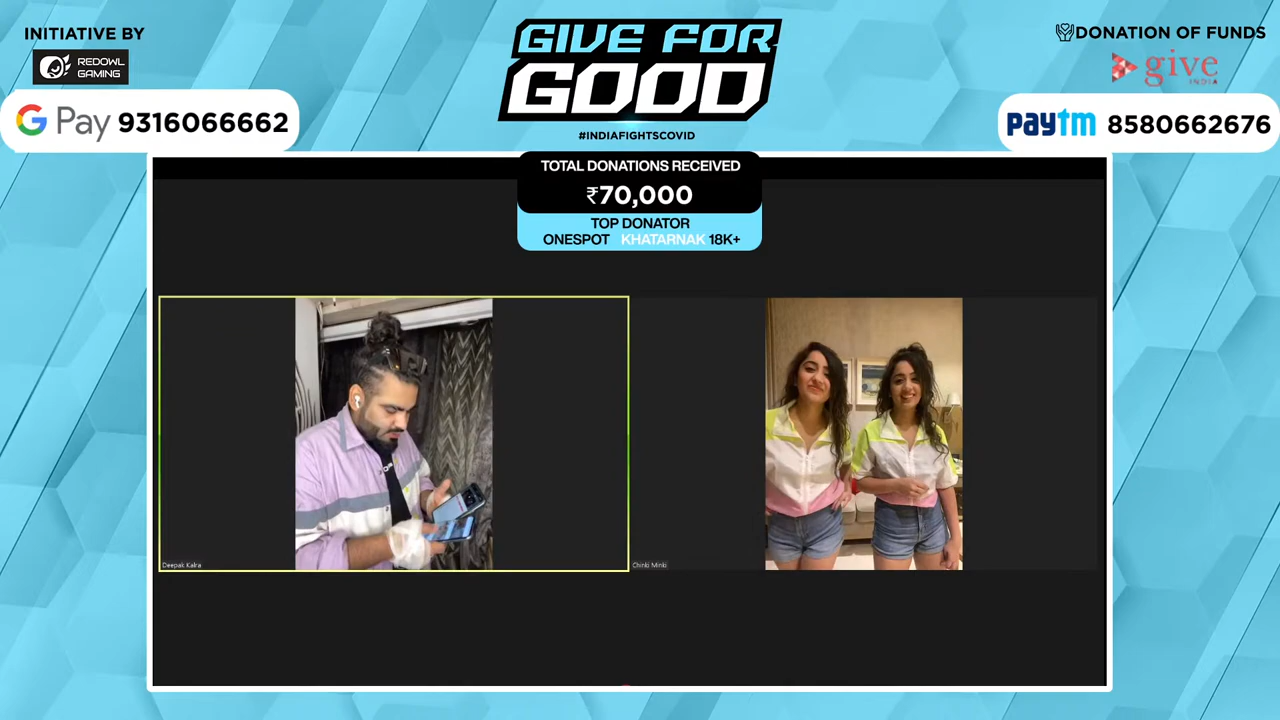 INITIATIVE BY
REDOWL
GAMING
G Pay 9316066662
GIVE FOR
GOOD
#INDIAFIGHTSCOVID
DONATION OF FUNDS
give
INDIA
paytm 8580662676
TOTAL DONATIONS RECEIVED
₹70,000
TOP DONATOR
ONESPOT KHATARNAK 18K+
Deepak Kalra
Chinki Minki